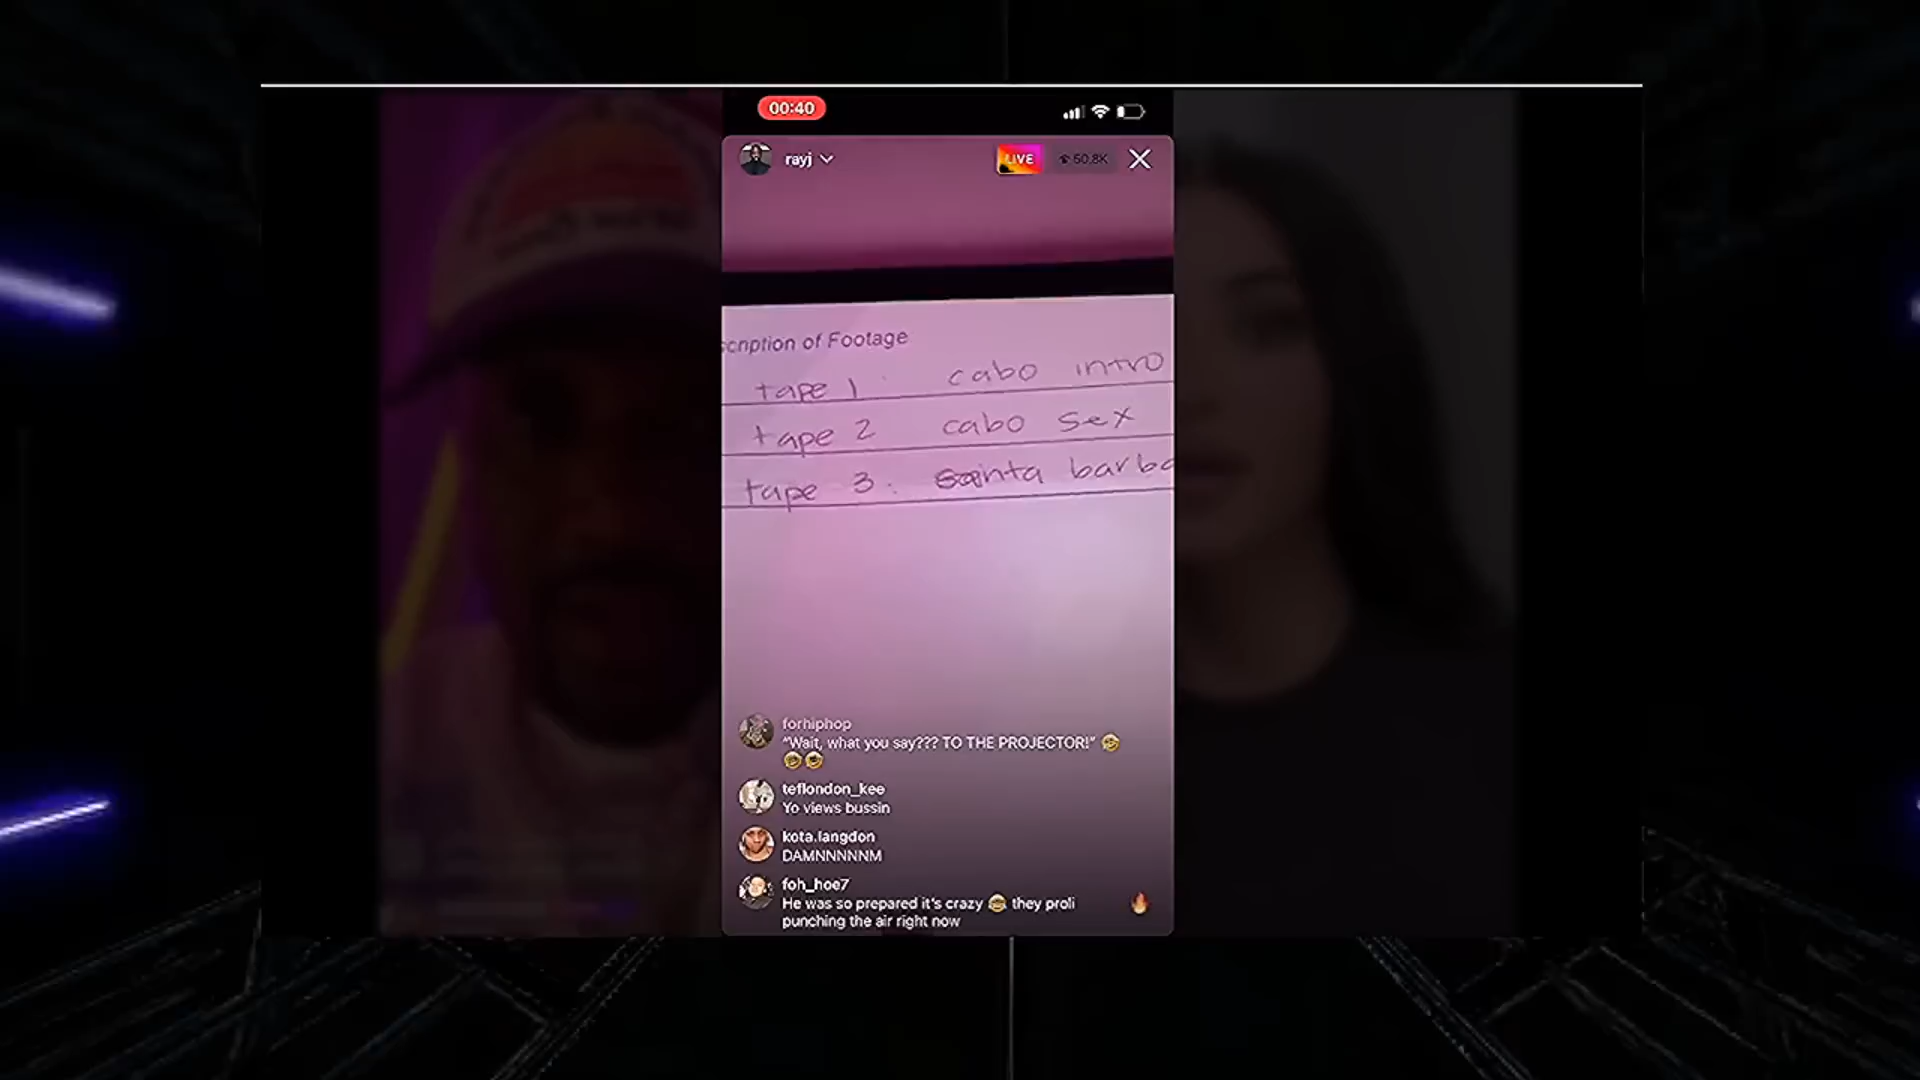 00:40
rayj
LIVE 50.8K
scription of Footage
tape 1 cabo intro
tape 2 cabo sex
tape 3. santa barba
forhiphop
"Wait, what you say??? TO THE PROJECTOR!" 🤣
🤣🤣
teflondon_kee
Yo views bussin
kota.langdon
DAMNNNNNM
foh_hoe7
He was so prepared it's crazy 🤣 they proli
punching the air right now